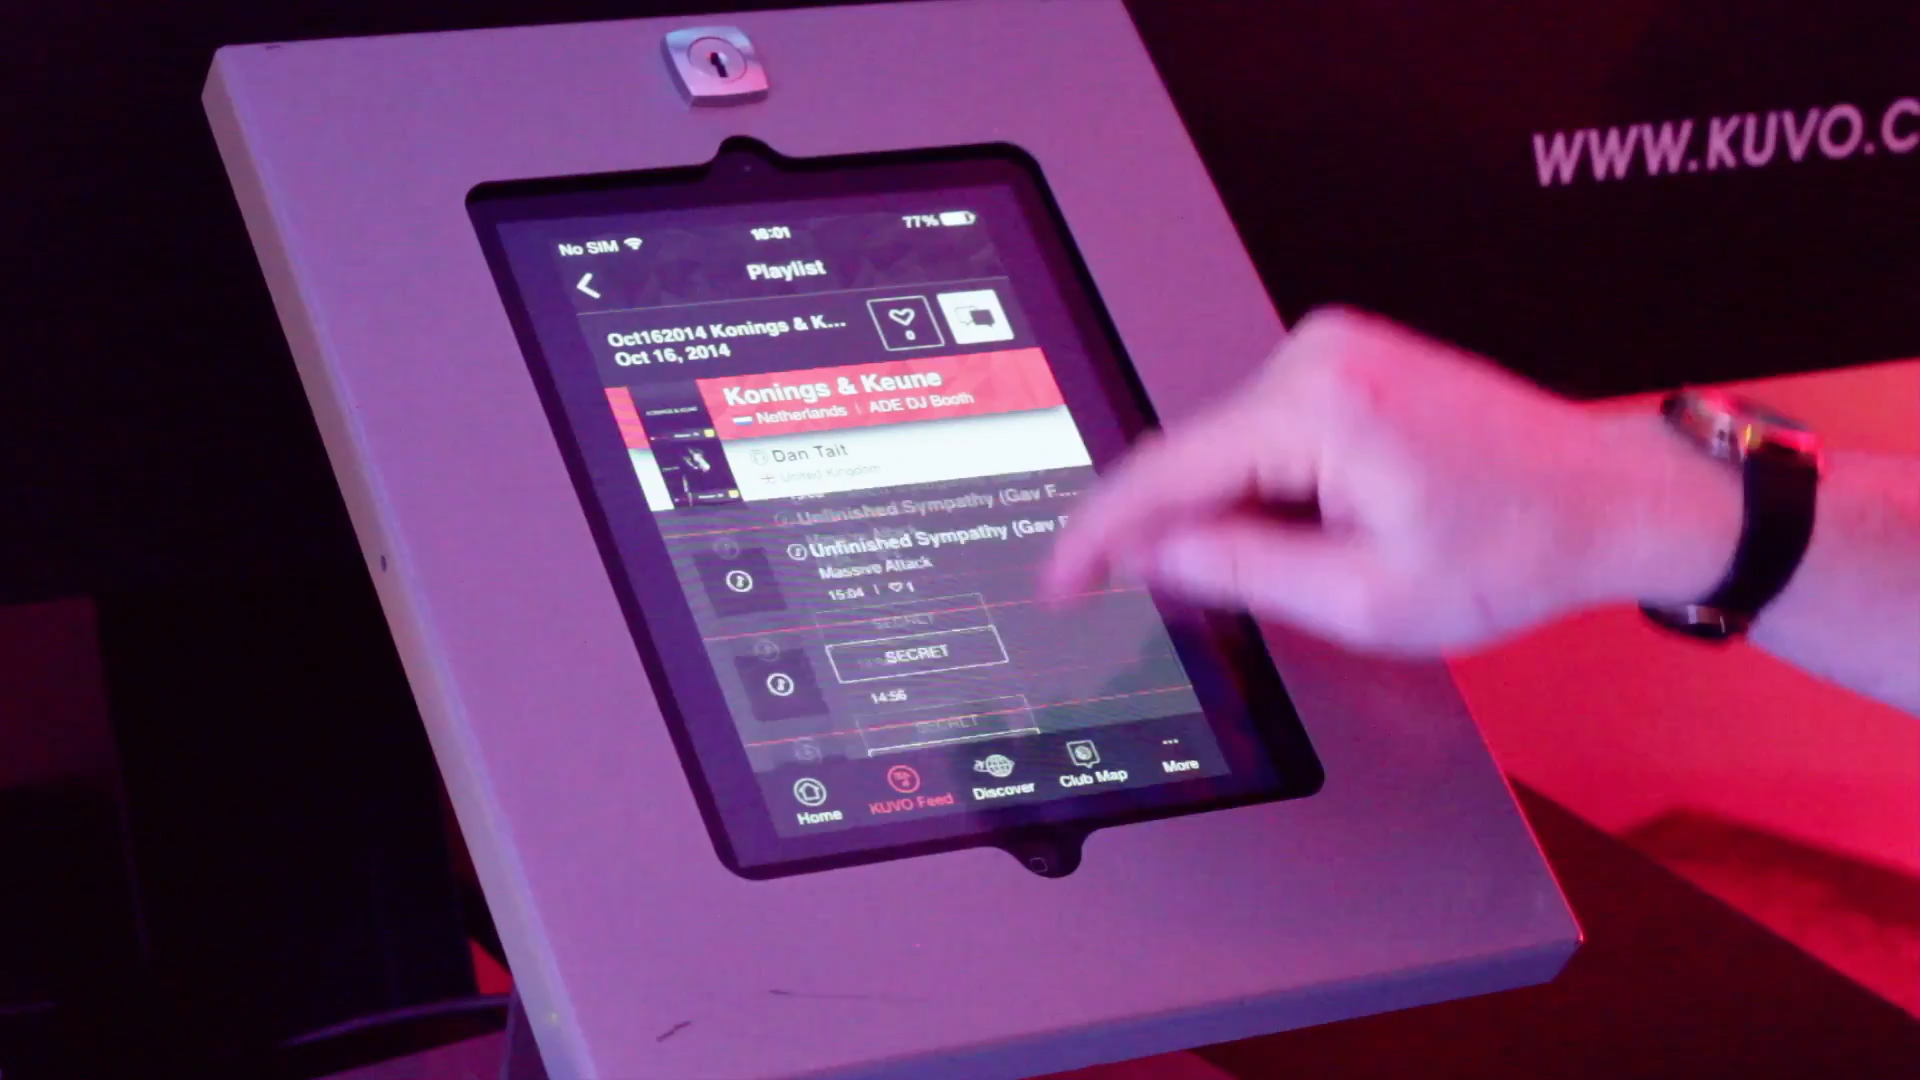 WWW.KUVO.C
No SIM
16:01
77%
Playlist
Oct162014 Konings & K...
Oct 16, 2014
0
Konings & Keune
Netherlands | ADE DJ Booth
Dan Tait
United Kingdom
Unfinished Sympathy (Gav F...
Unfinished Sympathy (Gav F
Massive Attack
15:04 | 1
SECRET
SECRET
14:56
SECRET
Home
KUVO Feed
Discover
Club Map
More